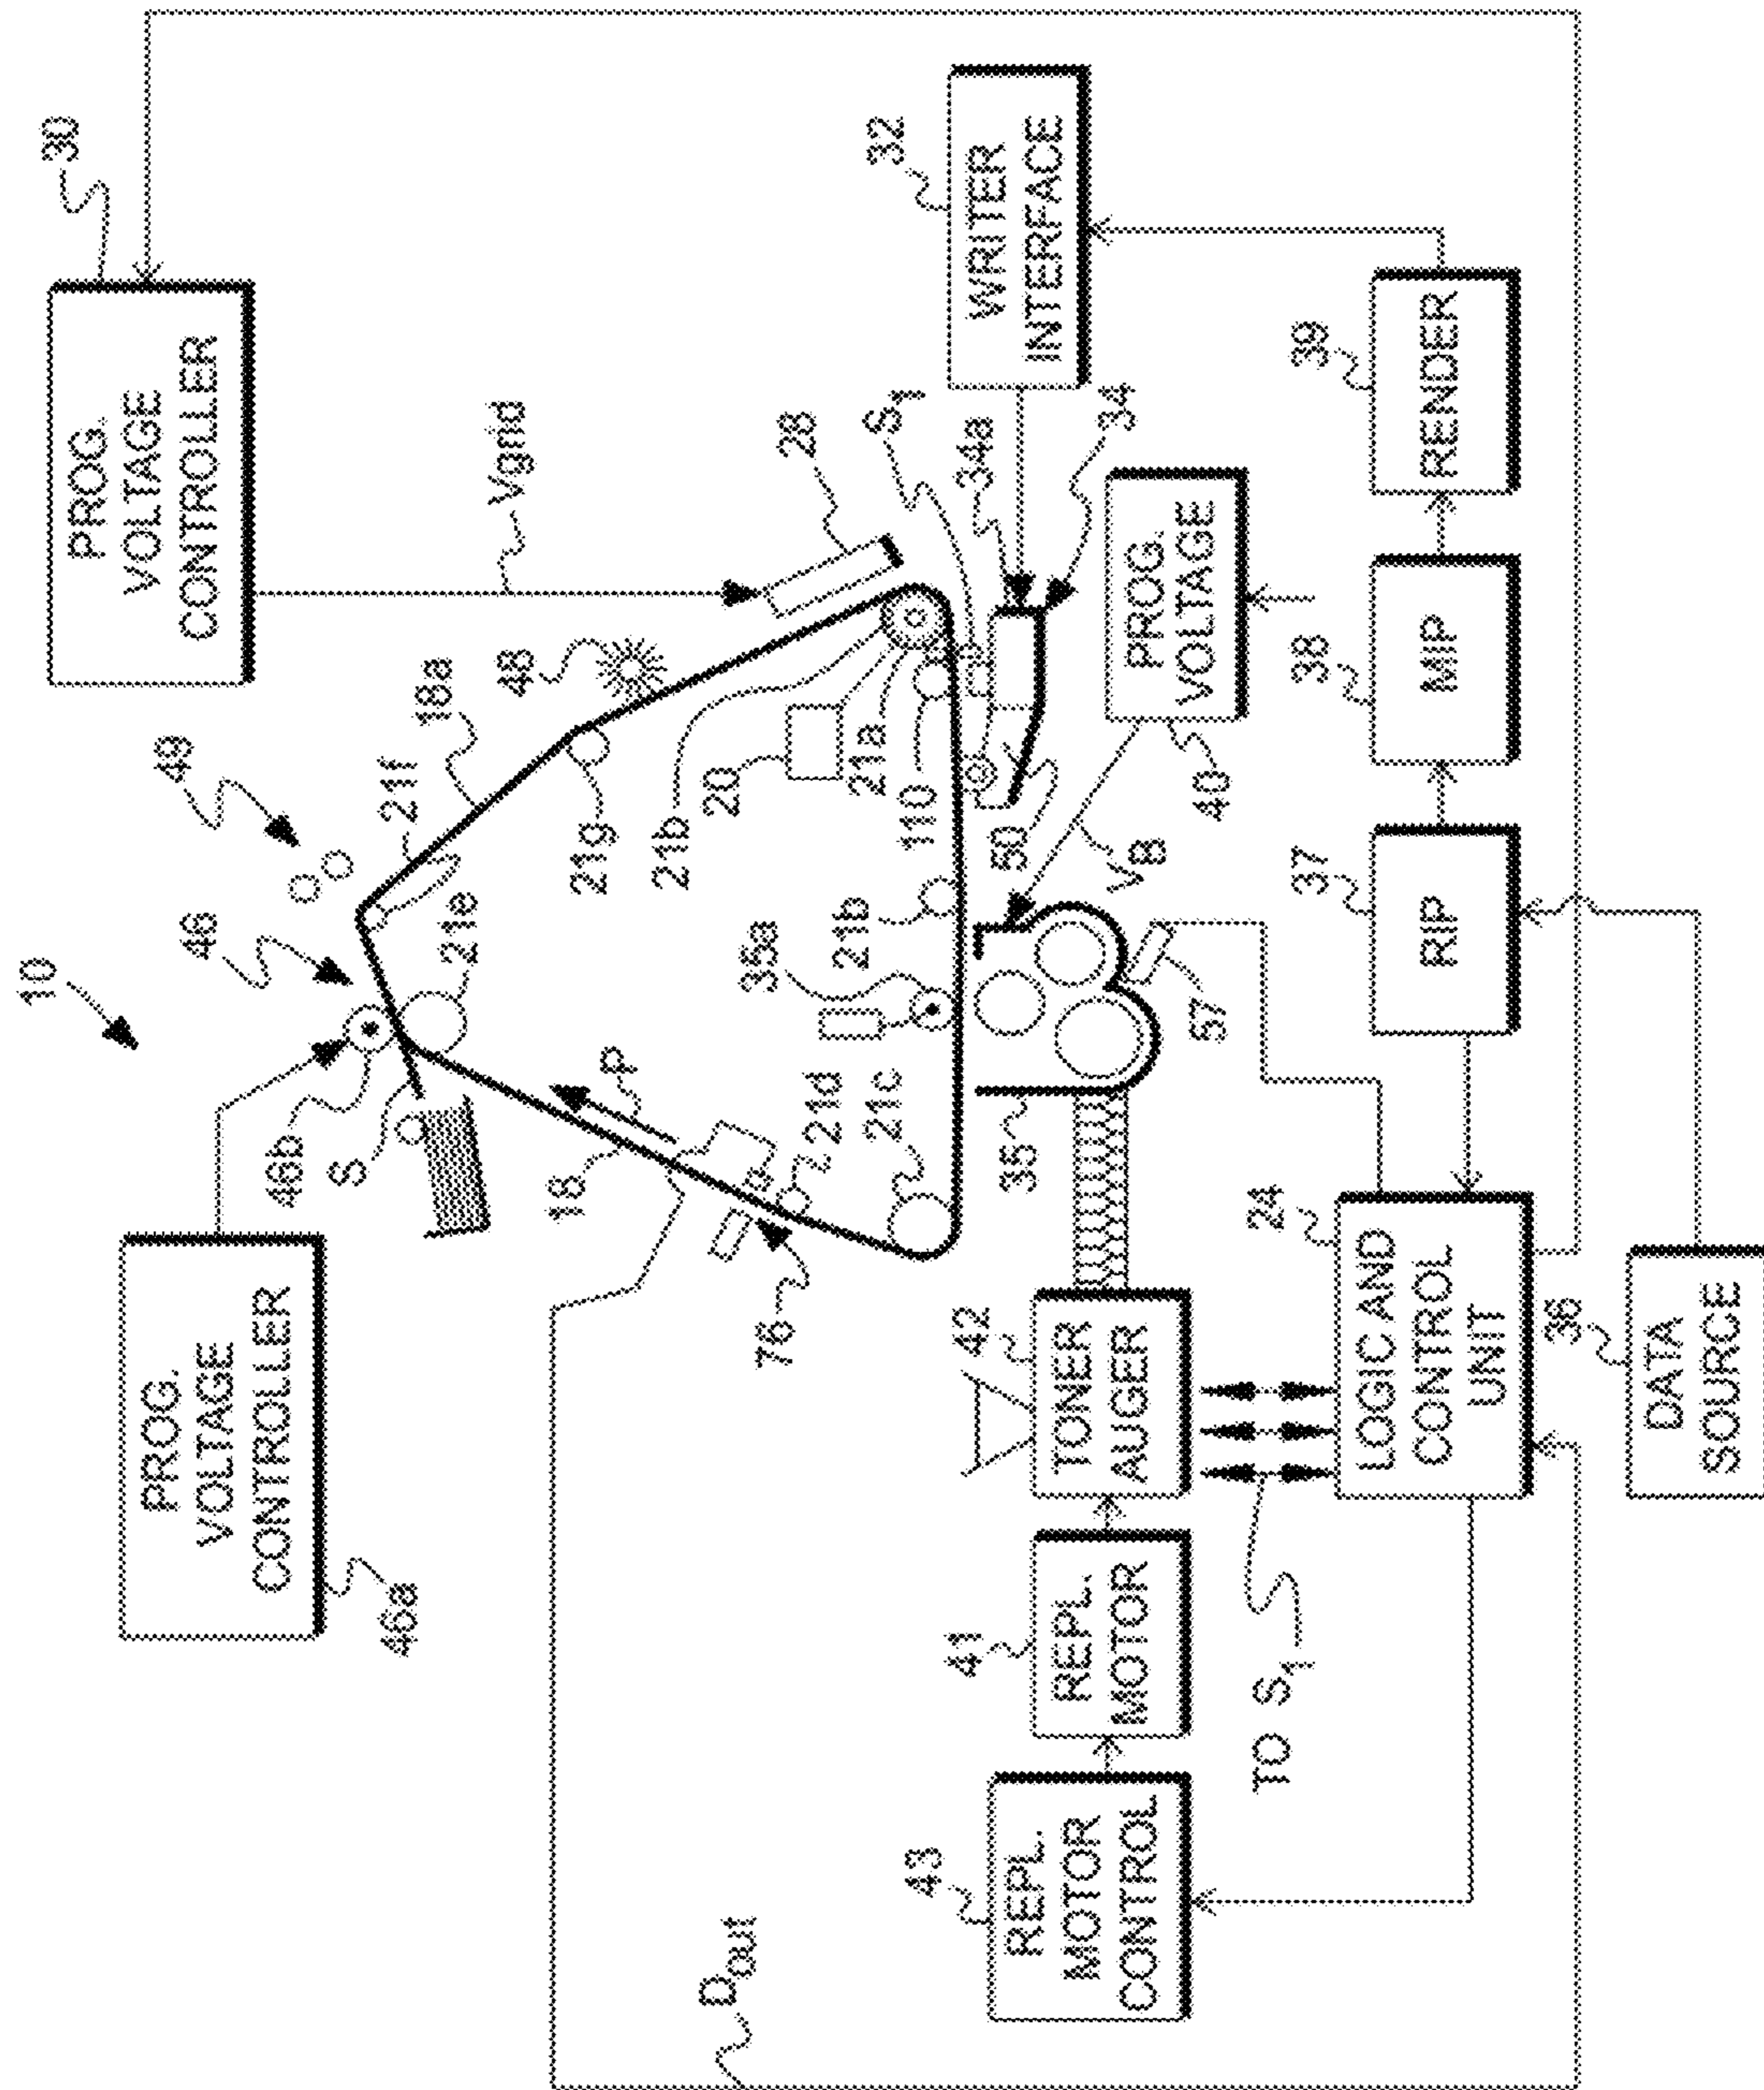 10
PROG.
VOLTAGE
CONTROLLER
46a
46b
46
49
S
21f
18a
21e
PROG.
VOLTAGE
CONTROLLER
30
Vgrid
48
28
21g
P
18
21d
21c
76
Dout
35a
21b
21b
20
21a
110
S1
34a
34
50
VB
WRITER
INTERFACE
32
PROG.
VOLTAGE
40
35
57
REPL.
MOTOR
CONTROL
43
REPL.
MOTOR
41
TONER
AUGER
42
TO S1
LOGIC AND
CONTROL
UNIT
24
RIP
37
MIP
38
RENDER
39
DATA
SOURCE
36